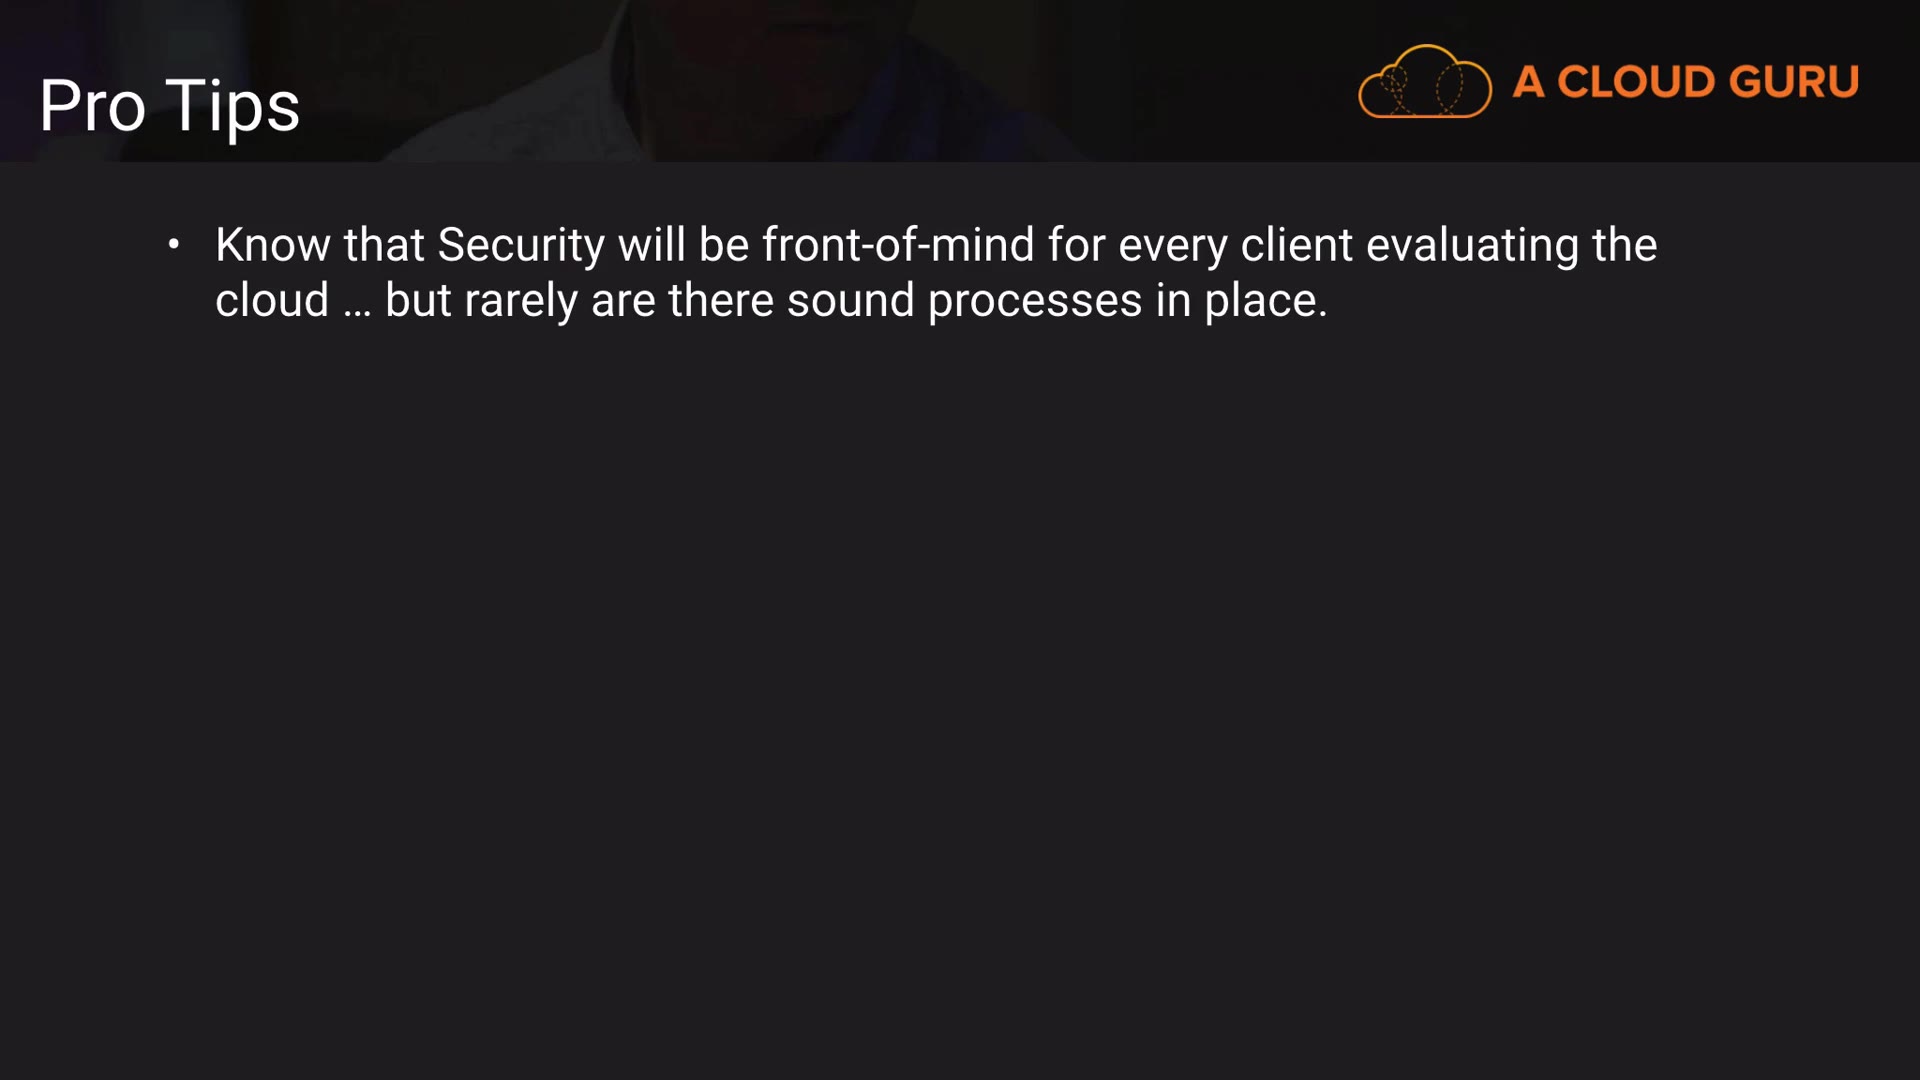 Pro Tips
A CLOUD GURU
• Know that Security will be front-of-mind for every client evaluating the
cloud ... but rarely are there sound processes in place.